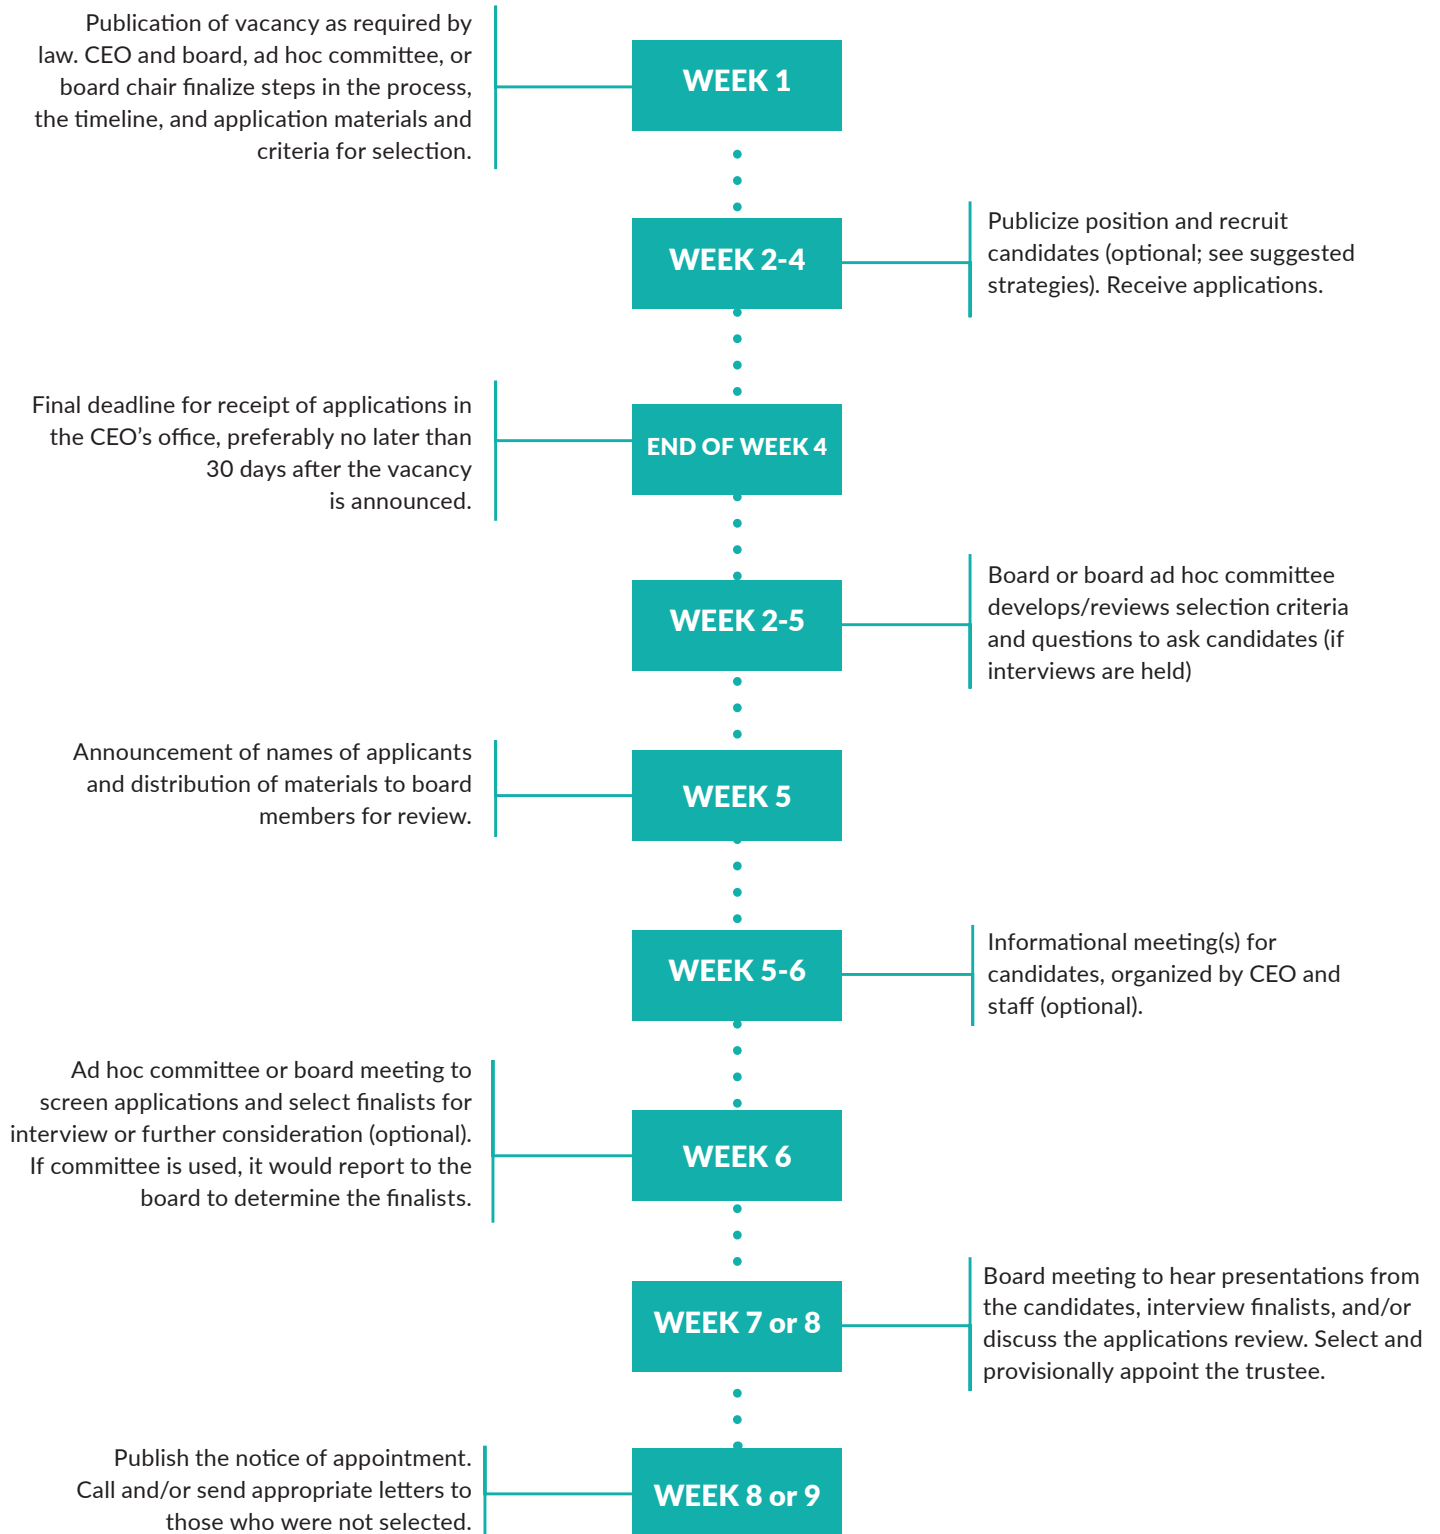 Publication of vacancy as required by
law. CEO and board, ad hoc committee, or
board chair finalize steps in the process,
the timeline, and application materials and
criteria for selection.
WEEK 1
WEEK 2-4
Publicize position and recruit
candidates (optional; see suggested
strategies). Receive applications.
Final deadline for receipt of applications in
the CEO’s office, preferably no later than
30 days after the vacancy
is announced.
END OF WEEK 4
WEEK 2-5
Board or board ad hoc committee
develops/reviews selection criteria
and questions to ask candidates (if
interviews are held)
Announcement of names of applicants
and distribution of materials to board
members for review.
WEEK 5
WEEK 5-6
Informational meeting(s) for
candidates, organized by CEO and
staff (optional).
Ad hoc committee or board meeting to
screen applications and select finalists for
interview or further consideration (optional).
If committee is used, it would report to the
board to determine the finalists.
WEEK 6
WEEK 7 or 8
Board meeting to hear presentations from
the candidates, interview finalists, and/or
discuss the applications review. Select and
provisionally appoint the trustee.
Publish the notice of appointment.
Call and/or send appropriate letters to
those who were not selected.
WEEK 8 or 9